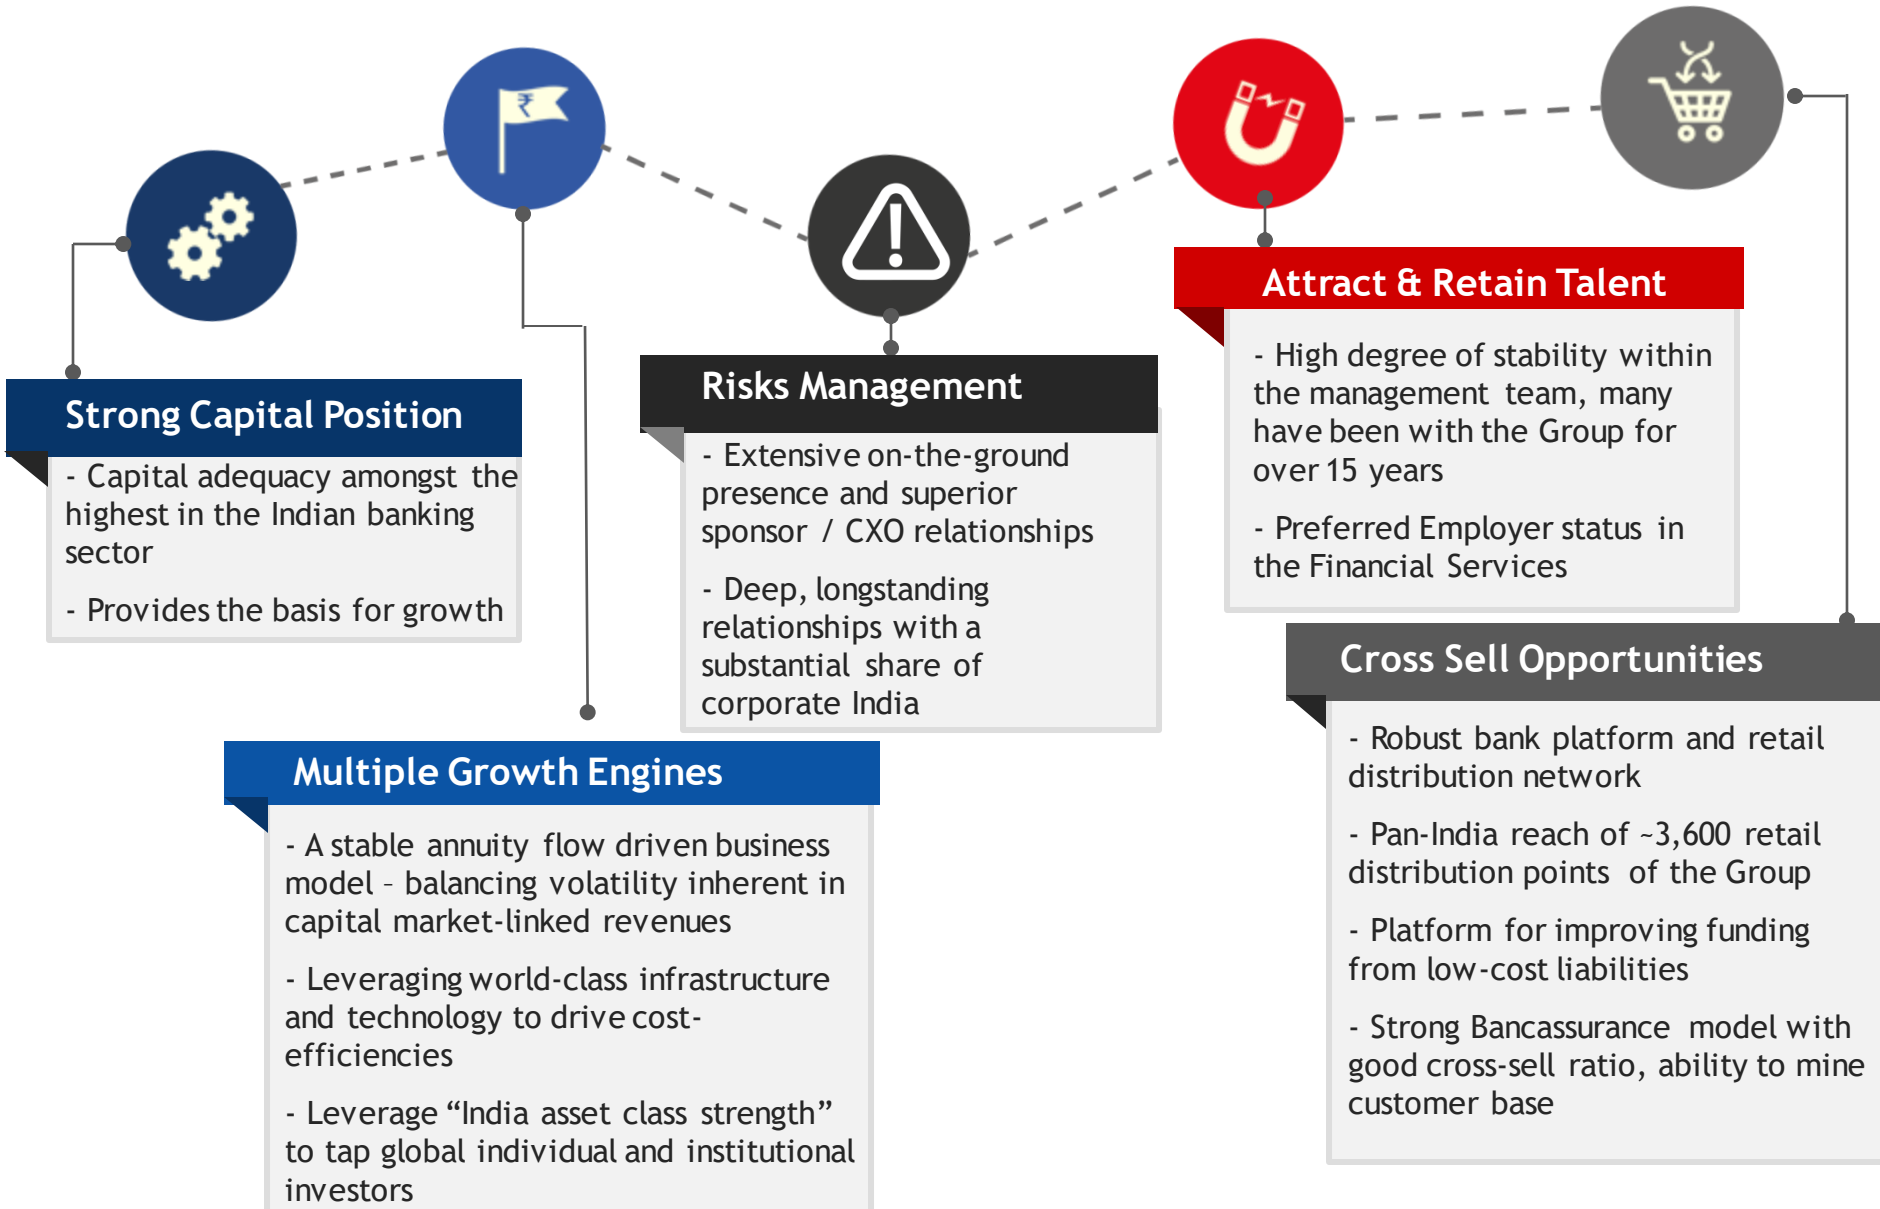 ₹
Strong Capital Position
- Capital adequacy amongst the
highest in the Indian banking
sector
- Provides the basis for growth
Multiple Growth Engines
- A stable annuity flow driven business
model – balancing volatility inherent in
capital market-linked revenues
- Leveraging world-class infrastructure
and technology to drive cost-
efficiencies
- Leverage “India asset class strength”
to tap global individual and institutional
investors
Risks Management
- Extensive on-the-ground
presence and superior
sponsor / CXO relationships
- Deep, longstanding
relationships with a
substantial share of
corporate India
Attract & Retain Talent
- High degree of stability within
the management team, many
have been with the Group for
over 15 years
- Preferred Employer status in
the Financial Services
Cross Sell Opportunities
- Robust bank platform and retail
distribution network
- Pan-India reach of ~3,600 retail
distribution points of the Group
- Platform for improving funding
from low-cost liabilities
- Strong Bancassurance model with
good cross-sell ratio, ability to mine
customer base